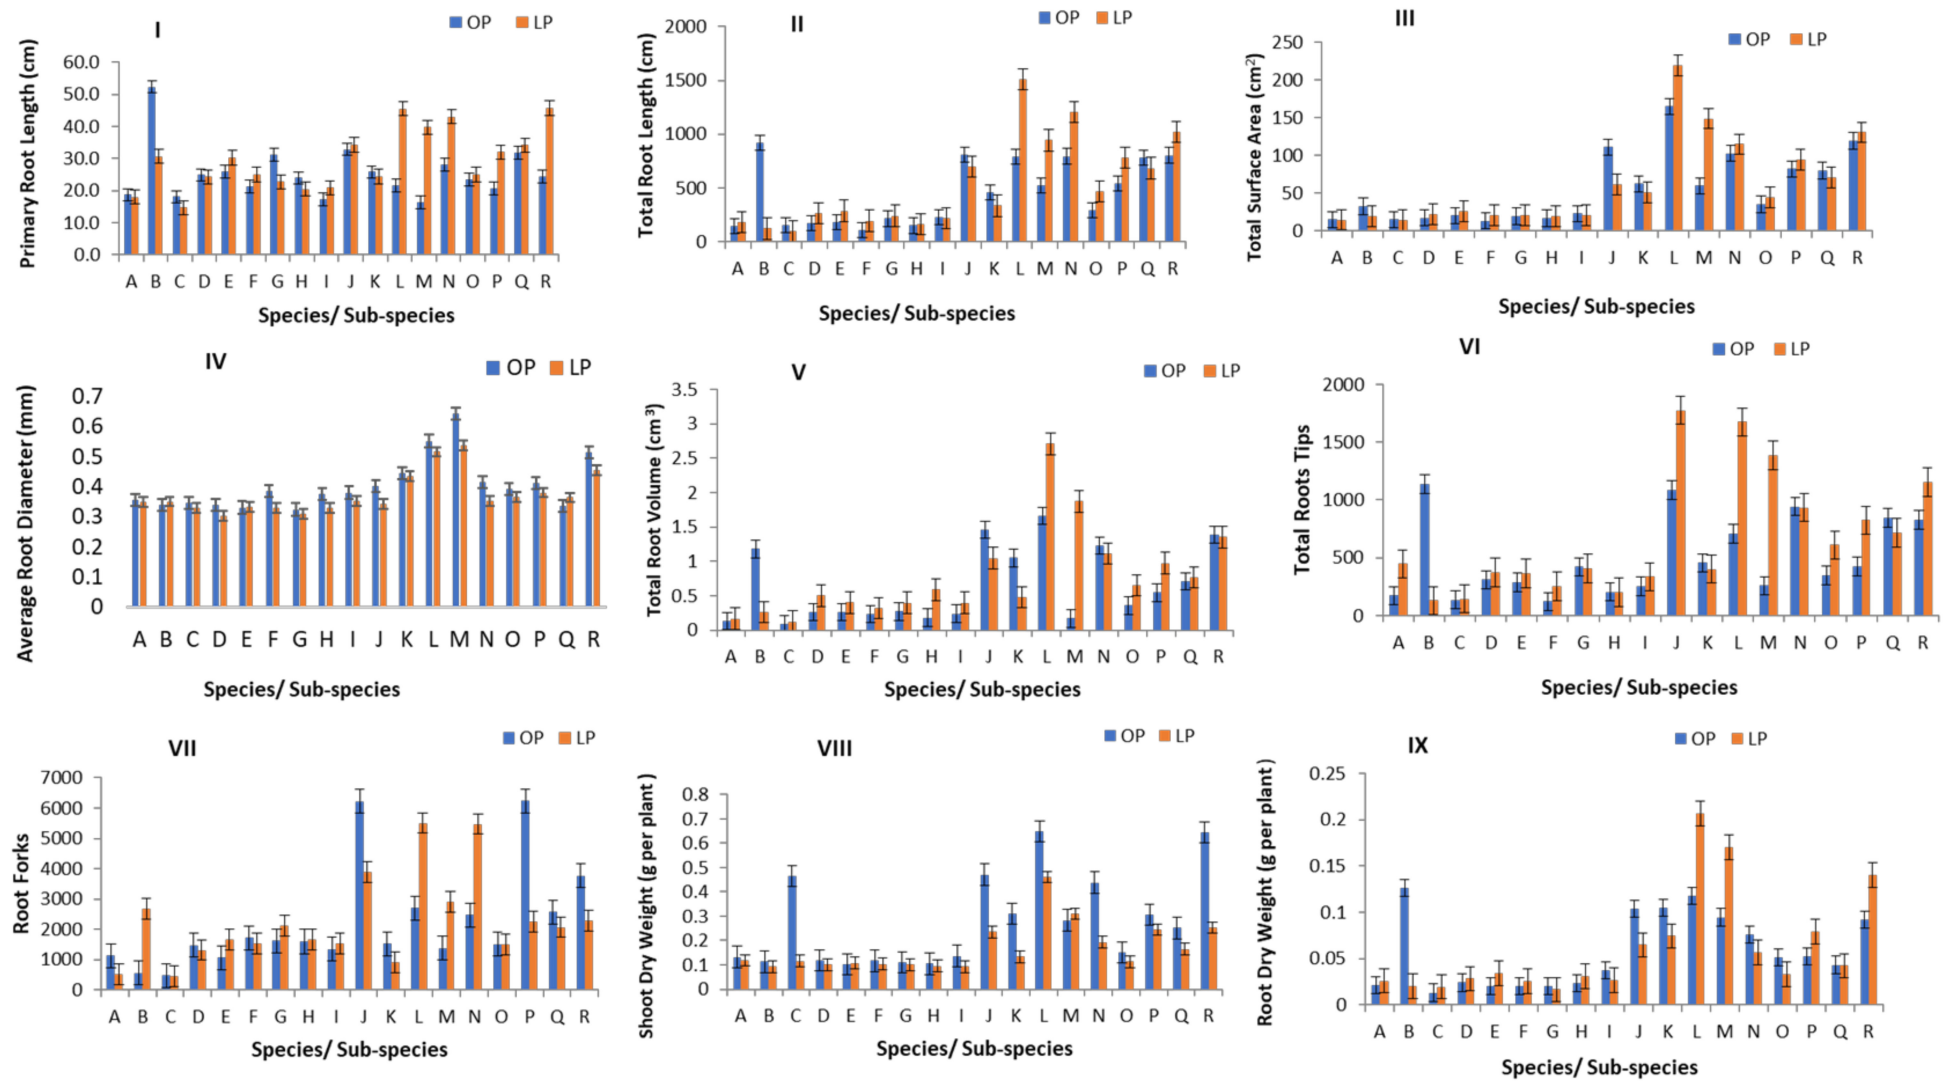 I
OP LP
Primary Root Length (cm)
60.0
50.0
40.0
30.0
20.0
10.0
0.0
A B C D E F G H I J K L M N O P Q R
Species/ Sub-species
II
OP LP
Total Root Length (cm)
2000
1500
1000
500
0
A B C D E F G H I J K L M N O P Q R
Species/ Sub-species
III
OP LP
Total Surface Area (cm²)
250
200
150
100
50
0
A B C D E F G H I J K L M N O P Q R
Species/ Sub-species
IV
OP LP
Average Root Diameter (mm)
0.7
0.6
0.5
0.4
0.3
0.2
0.1
0
A B C D E F G H I J K L M N O P Q R
Species/ Sub-species
V
OP LP
Total Root Volume (cm³)
3.5
3
2.5
2
1.5
1
0.5
0
A B C D E F G H I J K L M N O P Q R
Species/ Sub-species
VI
OP LP
Total Roots Tips
2000
1500
1000
500
0
A B C D E F G H I J K L M N O P Q R
Species/ Sub-species
VII
OP LP
Root Forks
7000
6000
5000
4000
3000
2000
1000
0
A B C D E F G H I J K L M N O P Q R
Species/ Sub-species
VIII
OP LP
Shoot Dry Weight (g per plant )
0.8
0.7
0.6
0.5
0.4
0.3
0.2
0.1
0
A B C D E F G H I J K L M N O P Q R
Species/ Sub-species
IX
OP LP
Root Dry Weight (g per plant)
0.25
0.2
0.15
0.1
0.05
0
A B C D E F G H I J K L M N O P Q R
Species/ Sub-species